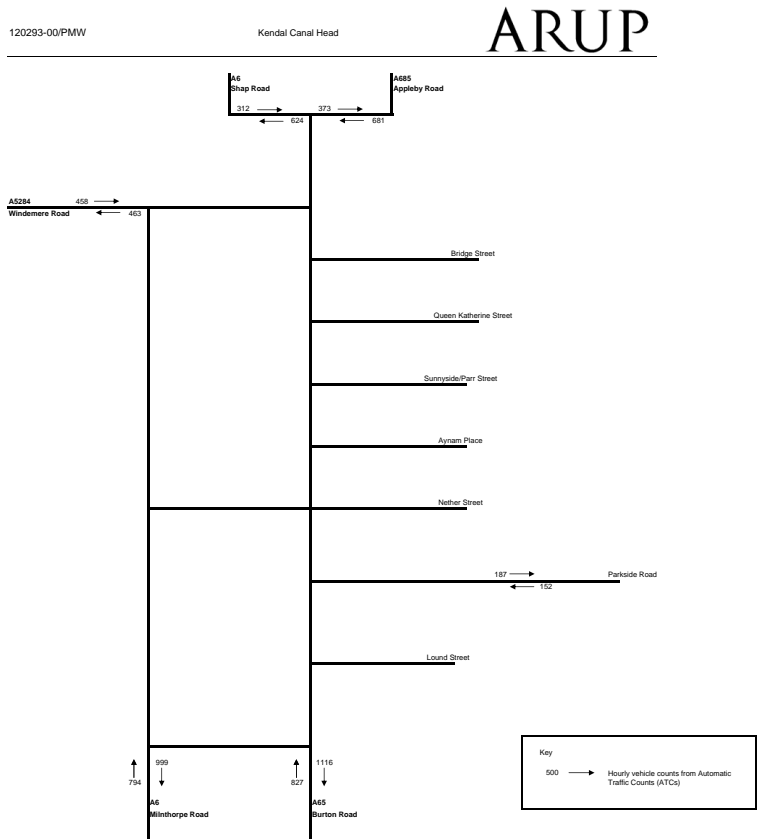 120293-00/PMW
Kendal Canal Head
ARUP
A6
Shap Road
A685
Appleby Road
312
373
624
681
A5284
458
Windemere Road
463
Bridge Street
Queen Katherine Street
Sunnyside/Parr Street
Aynam Place
Nether Street
187
Parkside Road
152
Lound Street
999
1116
794
827
A6
Milnthorpe Road
A65
Burton Road
Key
500
Hourly vehicle counts from Automatic
Traffic Counts (ATCs)